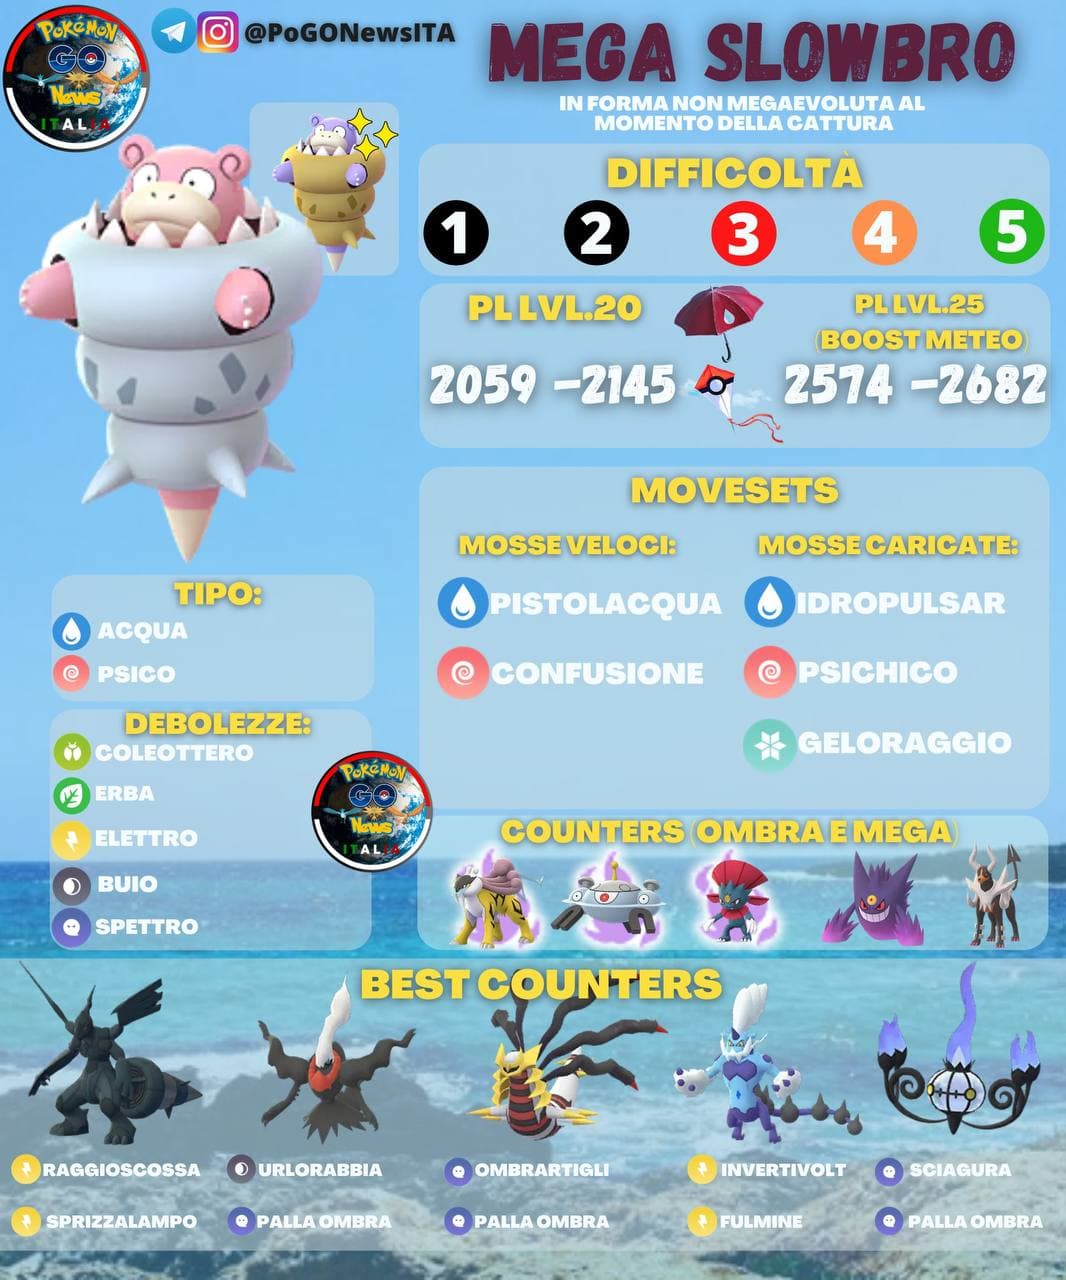 POKÉMON
GO
News
ITALIA
@PoGONewsITA
MEGA SLOWBRO
IN FORMA NON MEGAEVOLUTA AL
MOMENTO DELLA CATTURA
DIFFICOLTÀ
1 2 3 4 5
PL LVL.20
PL LVL.25
(BOOST METEO)
2059 -2145
2574 -2682
MOVESETS
MOSSE VELOCI:
MOSSE CARICATE:
PISTOLACQUA
IDROPULSAR
CONFUSIONE
PSICHICO
GELORAGGIO
TIPO:
ACQUA
PSICO
DEBOLEZZE:
COLEOTTERO
ERBA
ELETTRO
BUIO
SPETTRO
POKÉMON
GO
News
ITALIA
COUNTERS (OMBRA E MEGA)
BEST COUNTERS
RAGGIOSCOSSA
URLORABBIA
OMBRARTIGLI
INVERTIVOLT
SCIAGURA
SPRIZZALAMPO
PALLA OMBRA
PALLA OMBRA
FULMINE
PALLA OMBRA